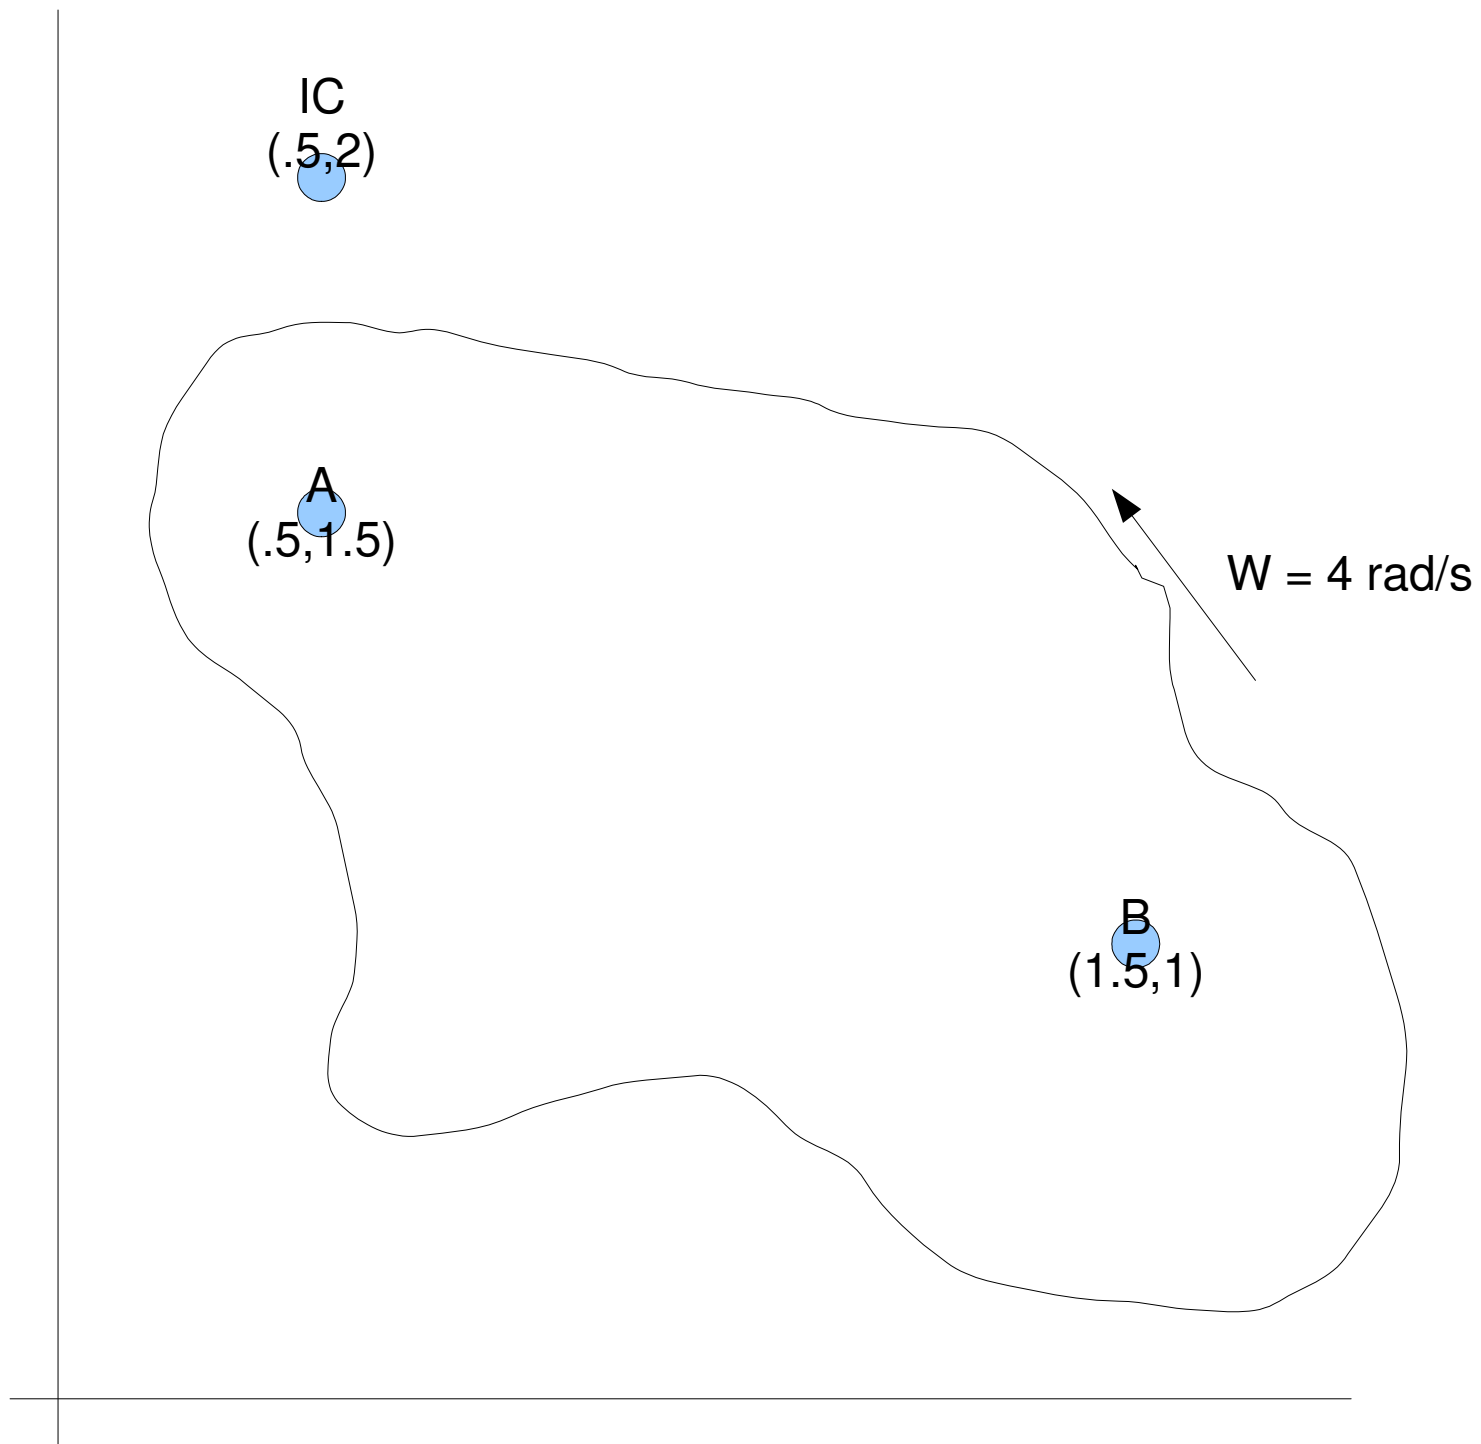 IC
(.5,2)
A
(.5,1.5)
W = 4 rad/s
B
(1.5,1)